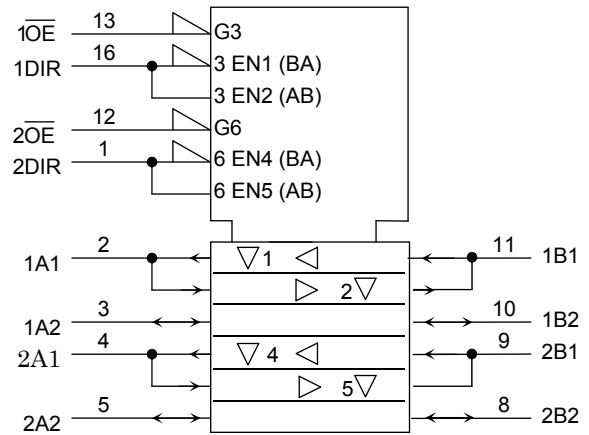 1O̅E̅ 13 G3
1DIR 16 3 EN1 (BA)
3 EN2 (AB)
2O̅E̅ 12 G6
2DIR 1 6 EN4 (BA)
6 EN5 (AB)
1A1 2 1 11 1B1
2
1A2 3 10 1B2
2A1 4 4 9 2B1
5
2A2 5 8 2B2